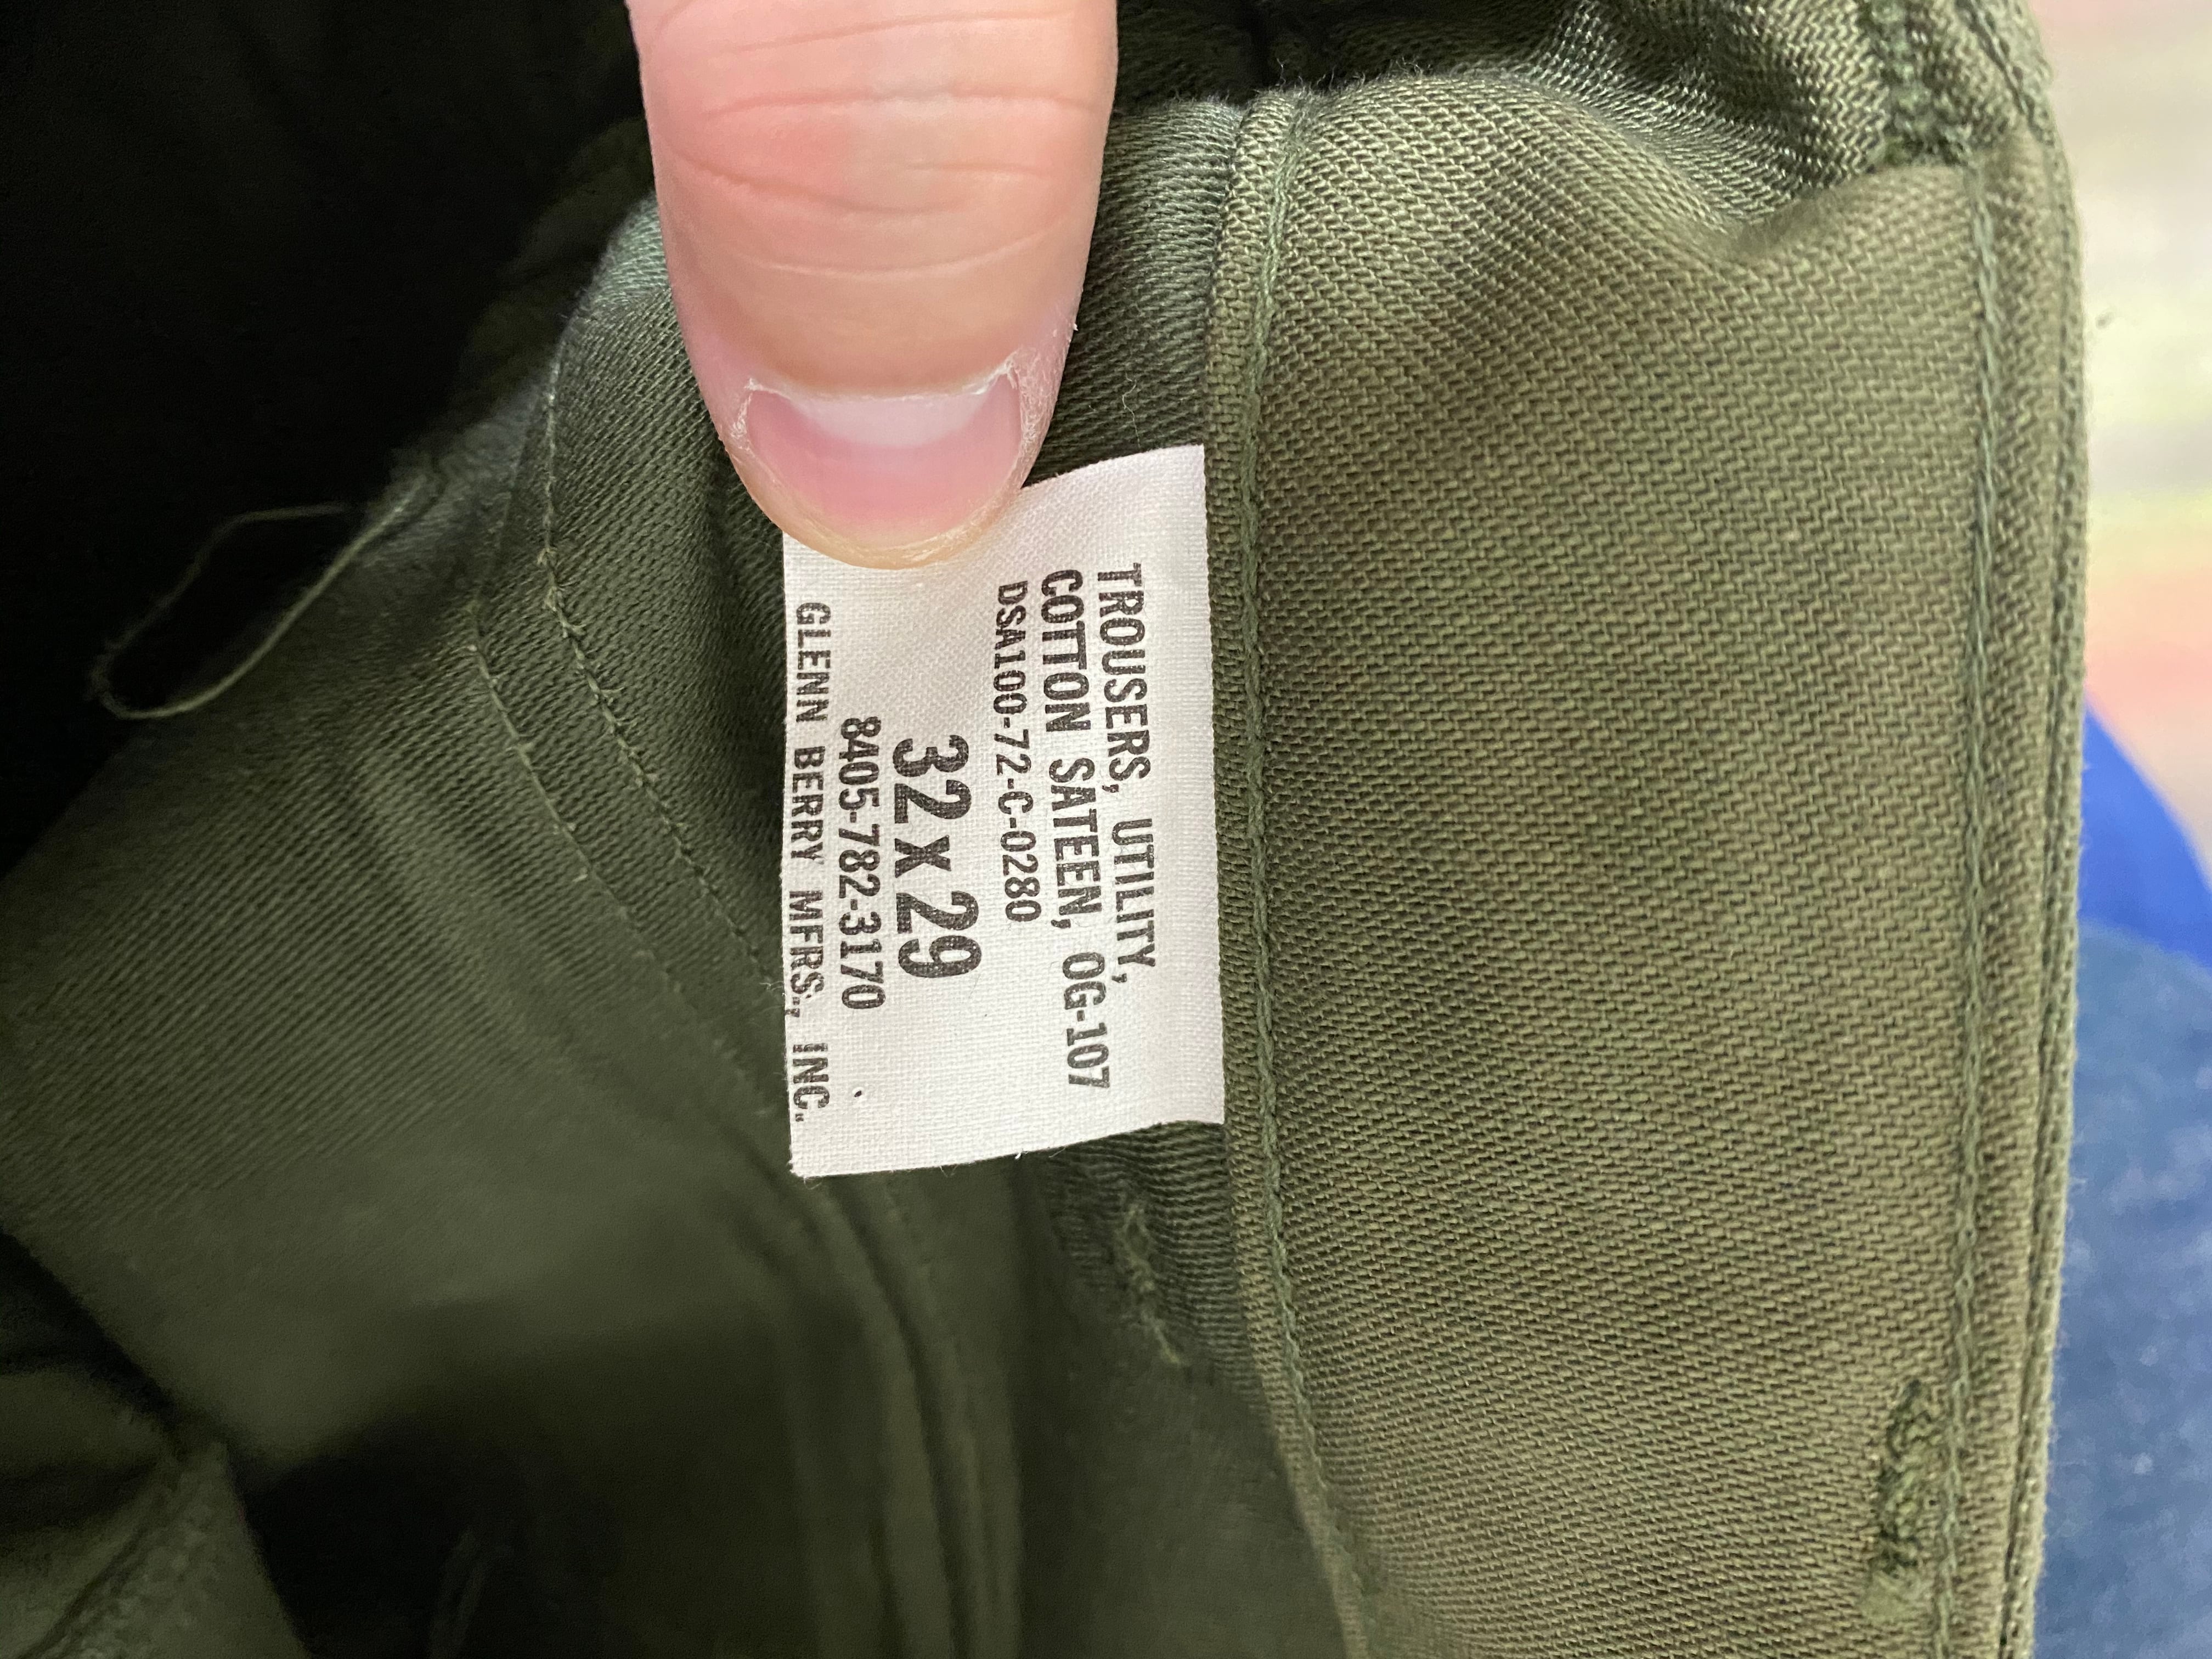 TROUSERS, UTILITY,
COTTON SATEEN, OG-107
DSA100-72-C-0280
32 x 29
8405-782-3170
GLENN BERRY MFRS., INC.